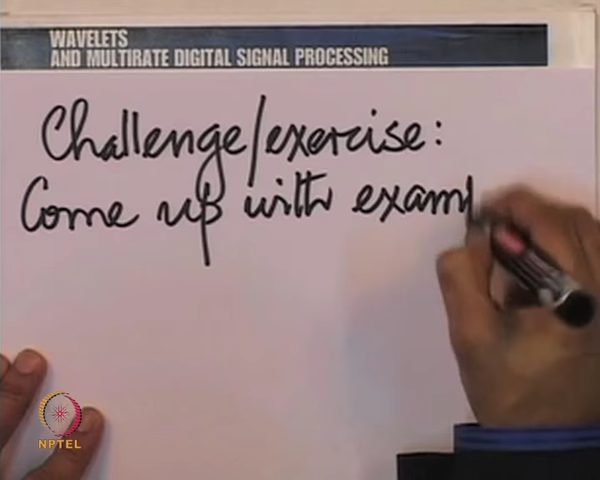 WAVELETS
AND MULTIRATE DIGITAL SIGNAL PROCESSING
Challenge/exercise:
Come up with exam
NPTEL